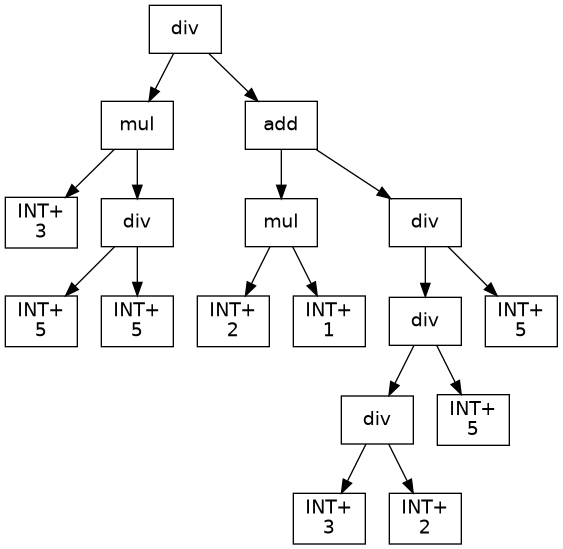 div
mul
add
INT+
3
div
mul
div
INT+
5
INT+
5
INT+
2
INT+
1
div
INT+
5
div
INT+
5
INT+
3
INT+
2